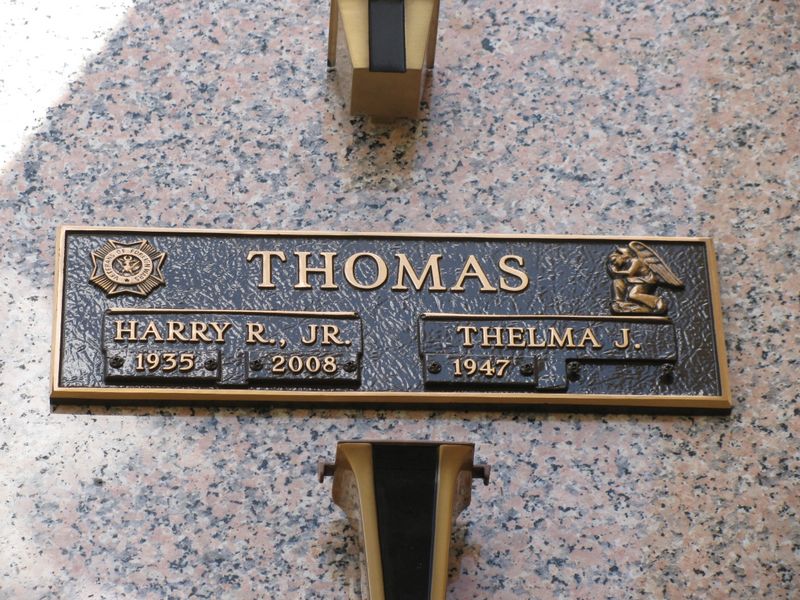 THOMAS
HARRY R., JR.
1935 2008
THELMA J.
1947